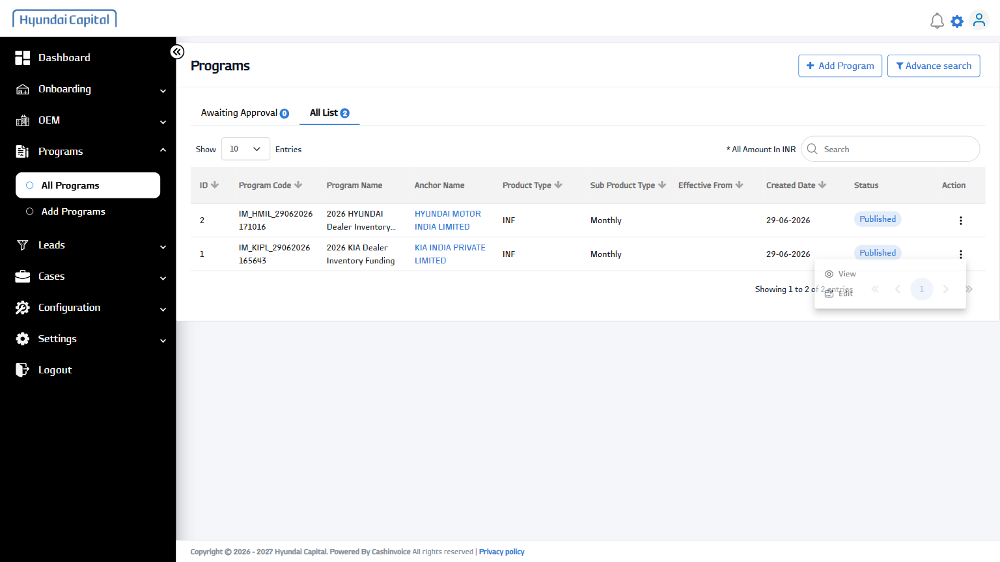 Hyundai Capital
Dashboard
Onboarding
OEM
Programs
All Programs
Add Programs
Leads
Cases
Configuration
Settings
Logout
Programs
Add Program
Advance search
Awaiting Approval 0
All List 2
Show 10 Entries
* All Amount In INR
Search
ID Program Code Program Name Anchor Name Product Type Sub Product Type Effective From Created Date Status Action
2 IM_HMIL_29062026 171016 2026 HYUNDAI Dealer Inventory... HYUNDAI MOTOR INDIA LIMITED INF Monthly 29-06-2026 Published
1 IM_KIPL_29062026 165643 2026 KIA Dealer Inventory Funding KIA INDIA PRIVATE LIMITED INF Monthly 29-06-2026 Published
View
Edit
Showing 1 to 2 of 2 entries
1
Copyright © 2026 - 2027 Hyundai Capital. Powered By Cashinvoice All rights reserved | Privacy policy